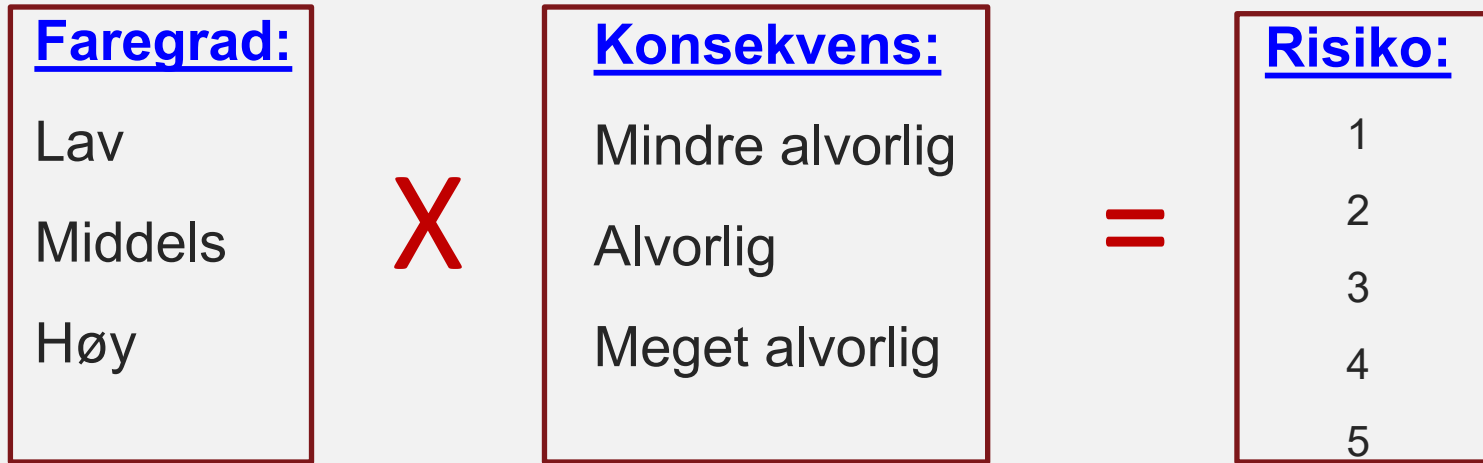 Faregrad:
Lav
Middels
Høy
X
Konsekvens:
Mindre alvorlig
Alvorlig
Meget alvorlig
=
Risiko:
1
2
3
4
5